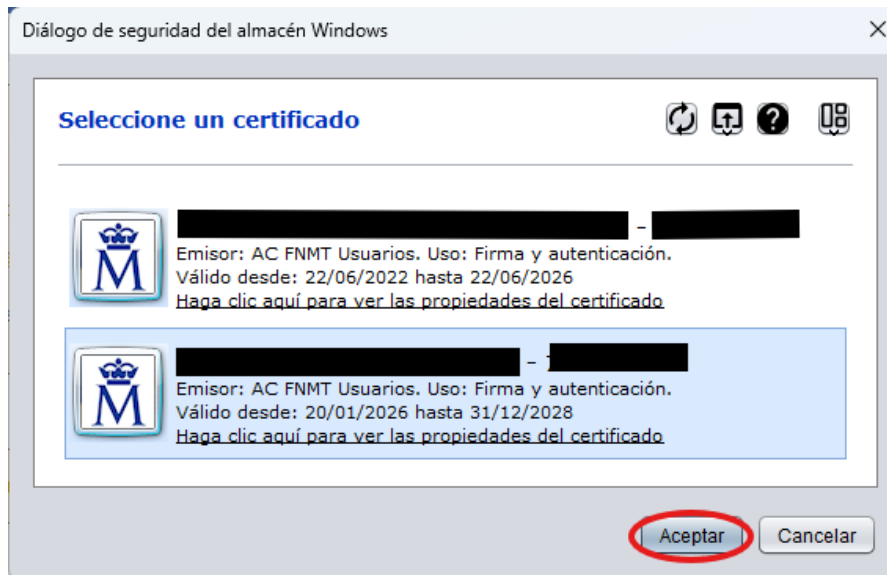 Diálogo de seguridad del almacén Windows
Seleccione un certificado
–
Emisor: AC FNMT Usuarios. Uso: Firma y autenticación.
Válido desde: 22/06/2022 hasta 22/06/2026
Haga clic aquí para ver las propiedades del certificado
–
Emisor: AC FNMT Usuarios. Uso: Firma y autenticación.
Válido desde: 20/01/2026 hasta 31/12/2028
Haga clic aquí para ver las propiedades del certificado
Aceptar
Cancelar